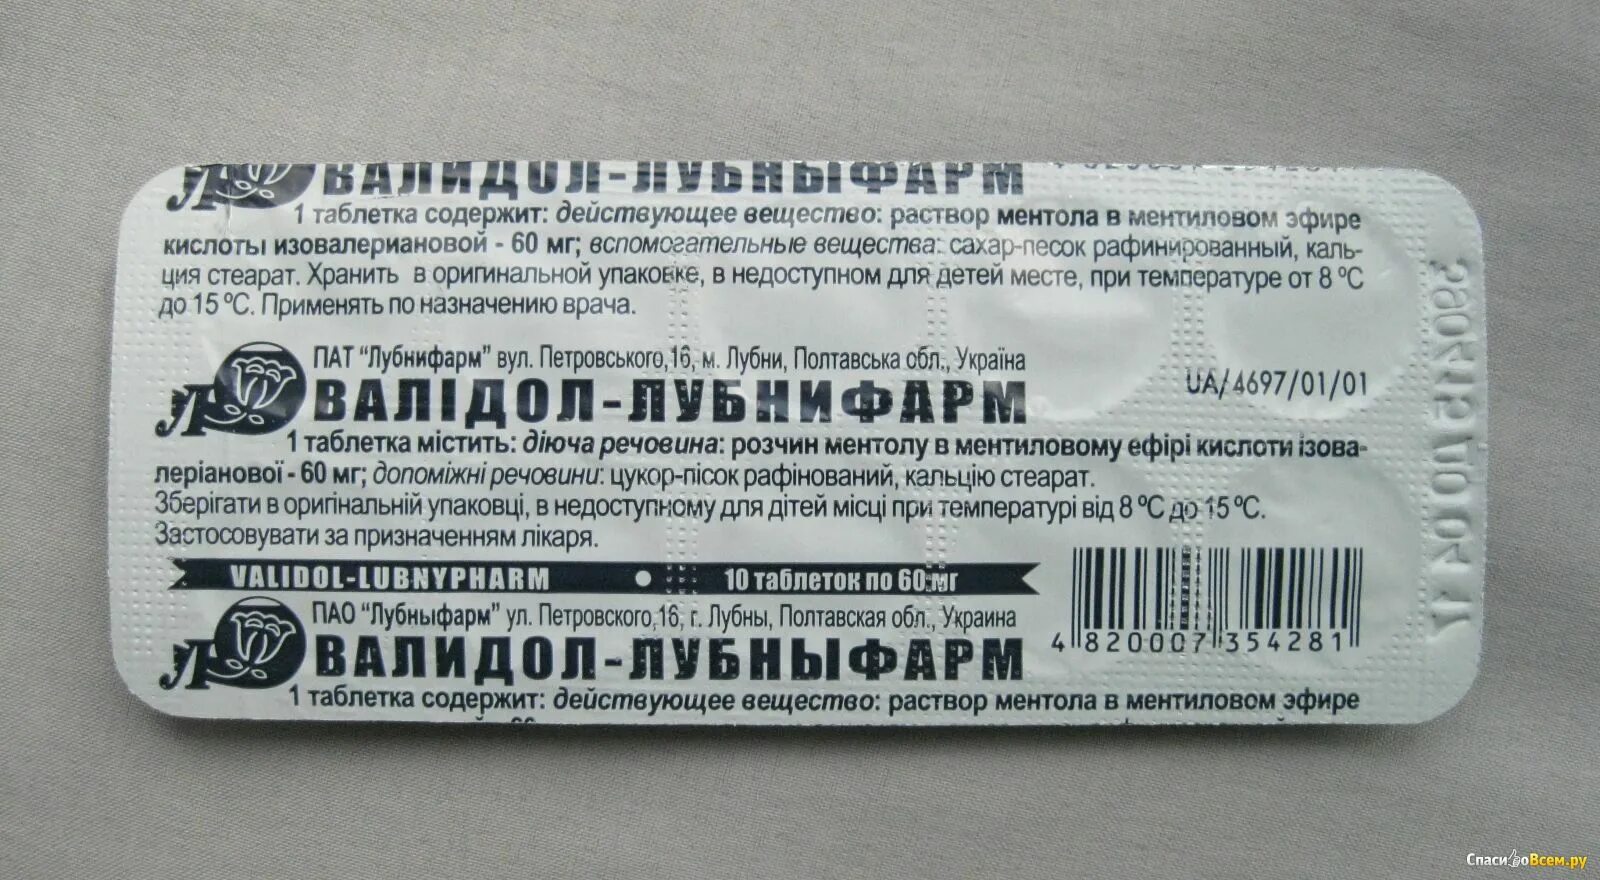 ВАЛИДОЛ-ЛУБНЫФАРМ
1 таблетка содержит: действующее вещество: раствор ментола в ментиловом эфире
кислоты изовалериановой - 60 мг; вспомогательные вещества: сахар-песок рафинированный, каль-
ция стеарат. Хранить в оригинальной упаковке, в недоступном для детей месте, при температуре от 8 °C
до 15 °C. Применять по назначению врача.
ПАТ "Лубнифарм" вул. Петровського,16, м. Лубни, Полтавська обл., Україна
ВАЛІДОЛ-ЛУБНИФАРМ
UA/4697/01/01
1 таблетка містить: діюча речовина: розчин ментолу в ментиловому ефірі кислоти ізова-
леріанової - 60 мг; допоміжні речовини: цукор-пісок рафінований, кальцію стеарат.
Зберігати в оригінальній упаковці, в недоступному для дітей місці при температурі від 8 °C до 15 °C.
Застосовувати за призначенням лікаря.
VALIDOL-LUBNYPHARM • 10 таблеток по 60 мг
ПАО "Лубныфарм" ул. Петровского,16, г. Лубны, Полтавская обл., Украина
ВАЛИДОЛ-ЛУБНЫФАРМ
4 820007 354281
1 таблетка содержит: действующее вещество: раствор ментола в ментиловом эфире
СпасибоВсем.ру